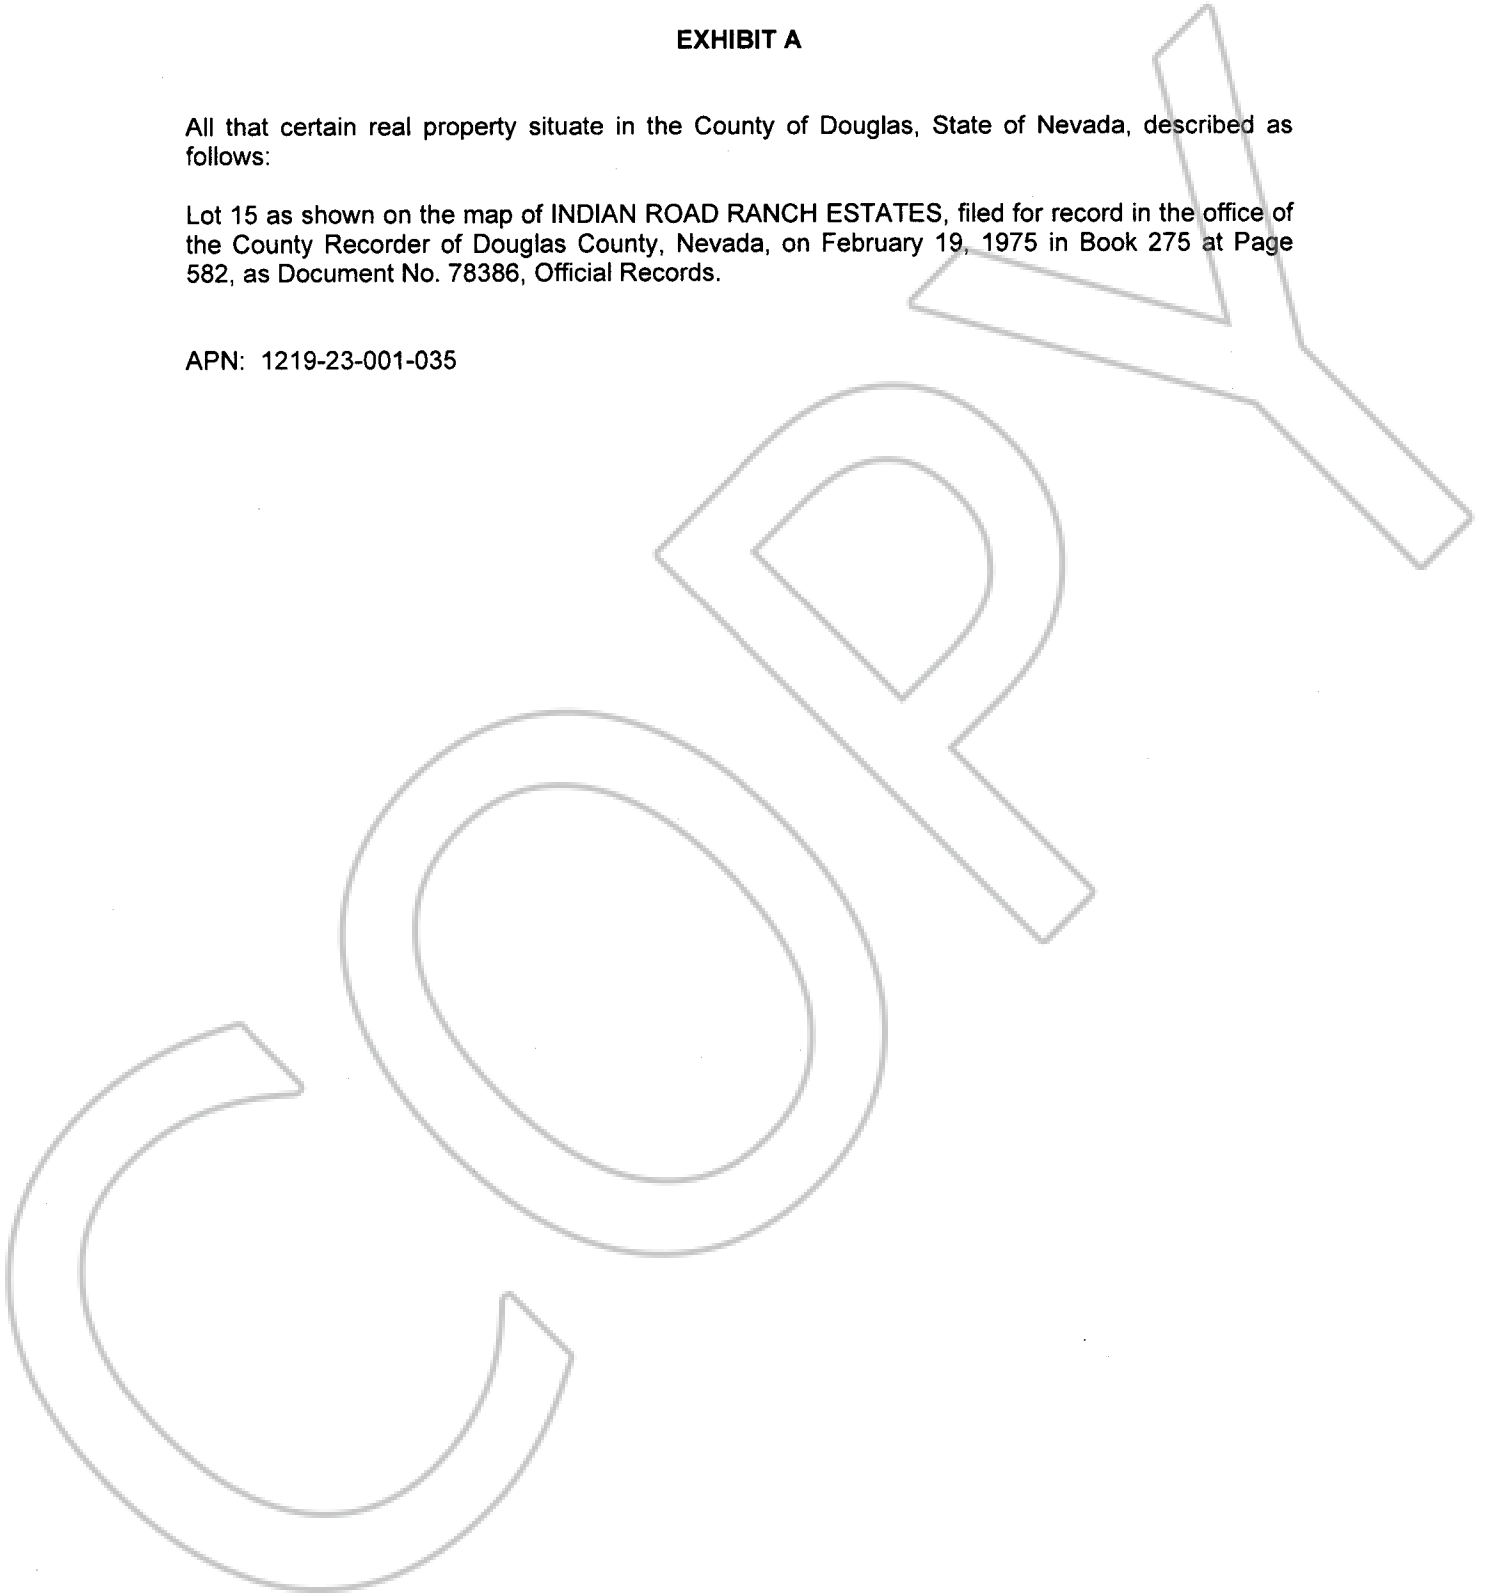 EXHIBIT A
All that certain real property situate in the County of Douglas, State of Nevada, described as
follows:
Lot 15 as shown on the map of INDIAN ROAD RANCH ESTATES, filed for record in the office of
the County Recorder of Douglas County, Nevada, on February 19, 1975 in Book 275 at Page
582, as Document No. 78386, Official Records.
APN: 1219-23-001-035
COPY